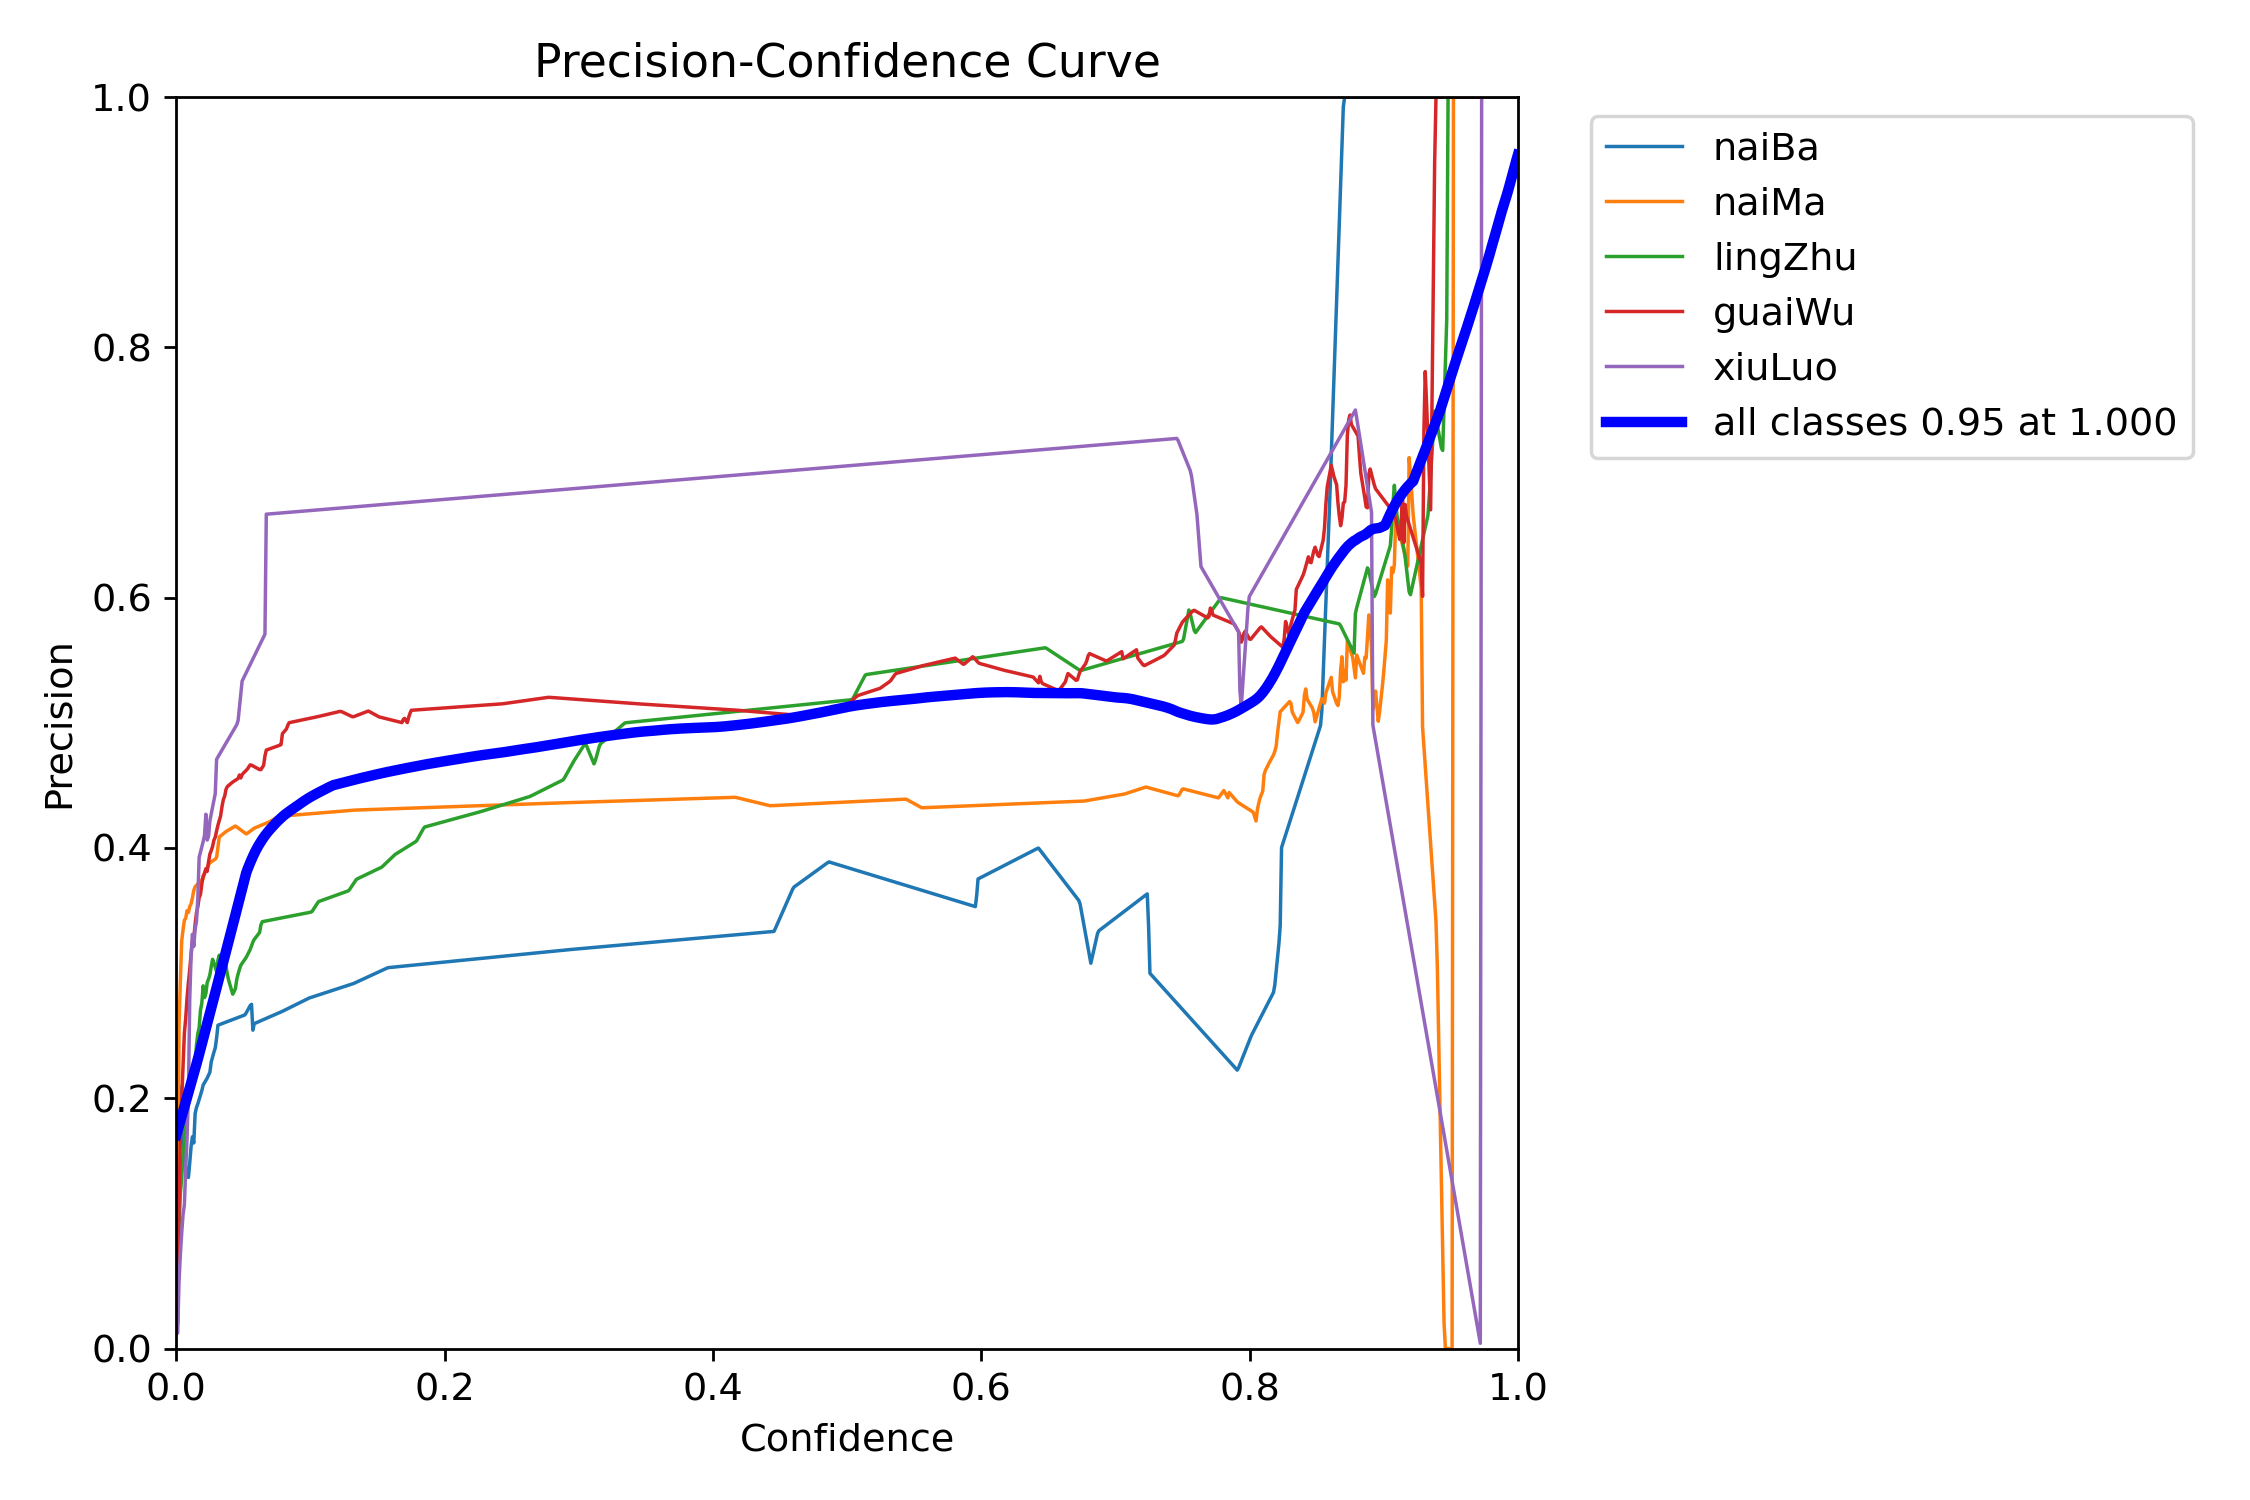 Precision-Confidence Curve
1.0
0.8
0.6
0.4
0.2
0.0
Precision
0.0 0.2 0.4 0.6 0.8 1.0
Confidence
naiBa
naiMa
lingZhu
guaiWu
xiuLuo
all classes 0.95 at 1.000